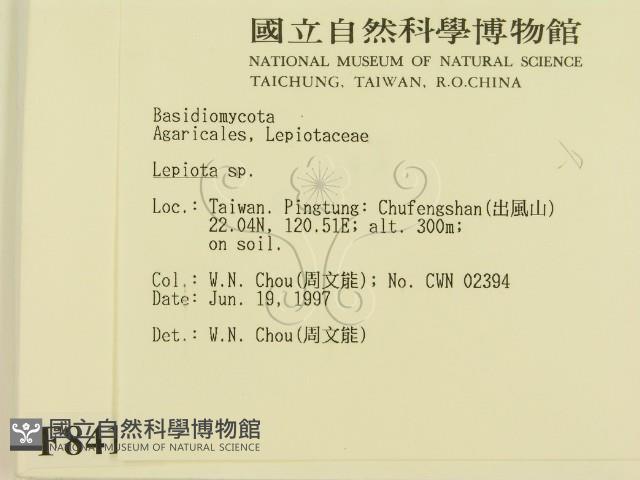 國立自然科學博物館
NATIONAL MUSEUM OF NATURAL SCIENCE
TAICHUNG, TAIWAN, R.O.CHINA
Basidiomycota
Agaricales, Lepiotaceae
Lepiota sp.
Loc.: Taiwan. Pingtung: Chufengshan(出風山)
22.04N, 120.51E; alt. 300m;
on soil.
Col.: W.N. Chou(周文能); No. CWN 02394
Date: Jun. 19, 1997
Det.: W.N. Chou(周文能)
國立自然科學博物館
NATIONAL MUSEUM OF NATURAL SCIENCE